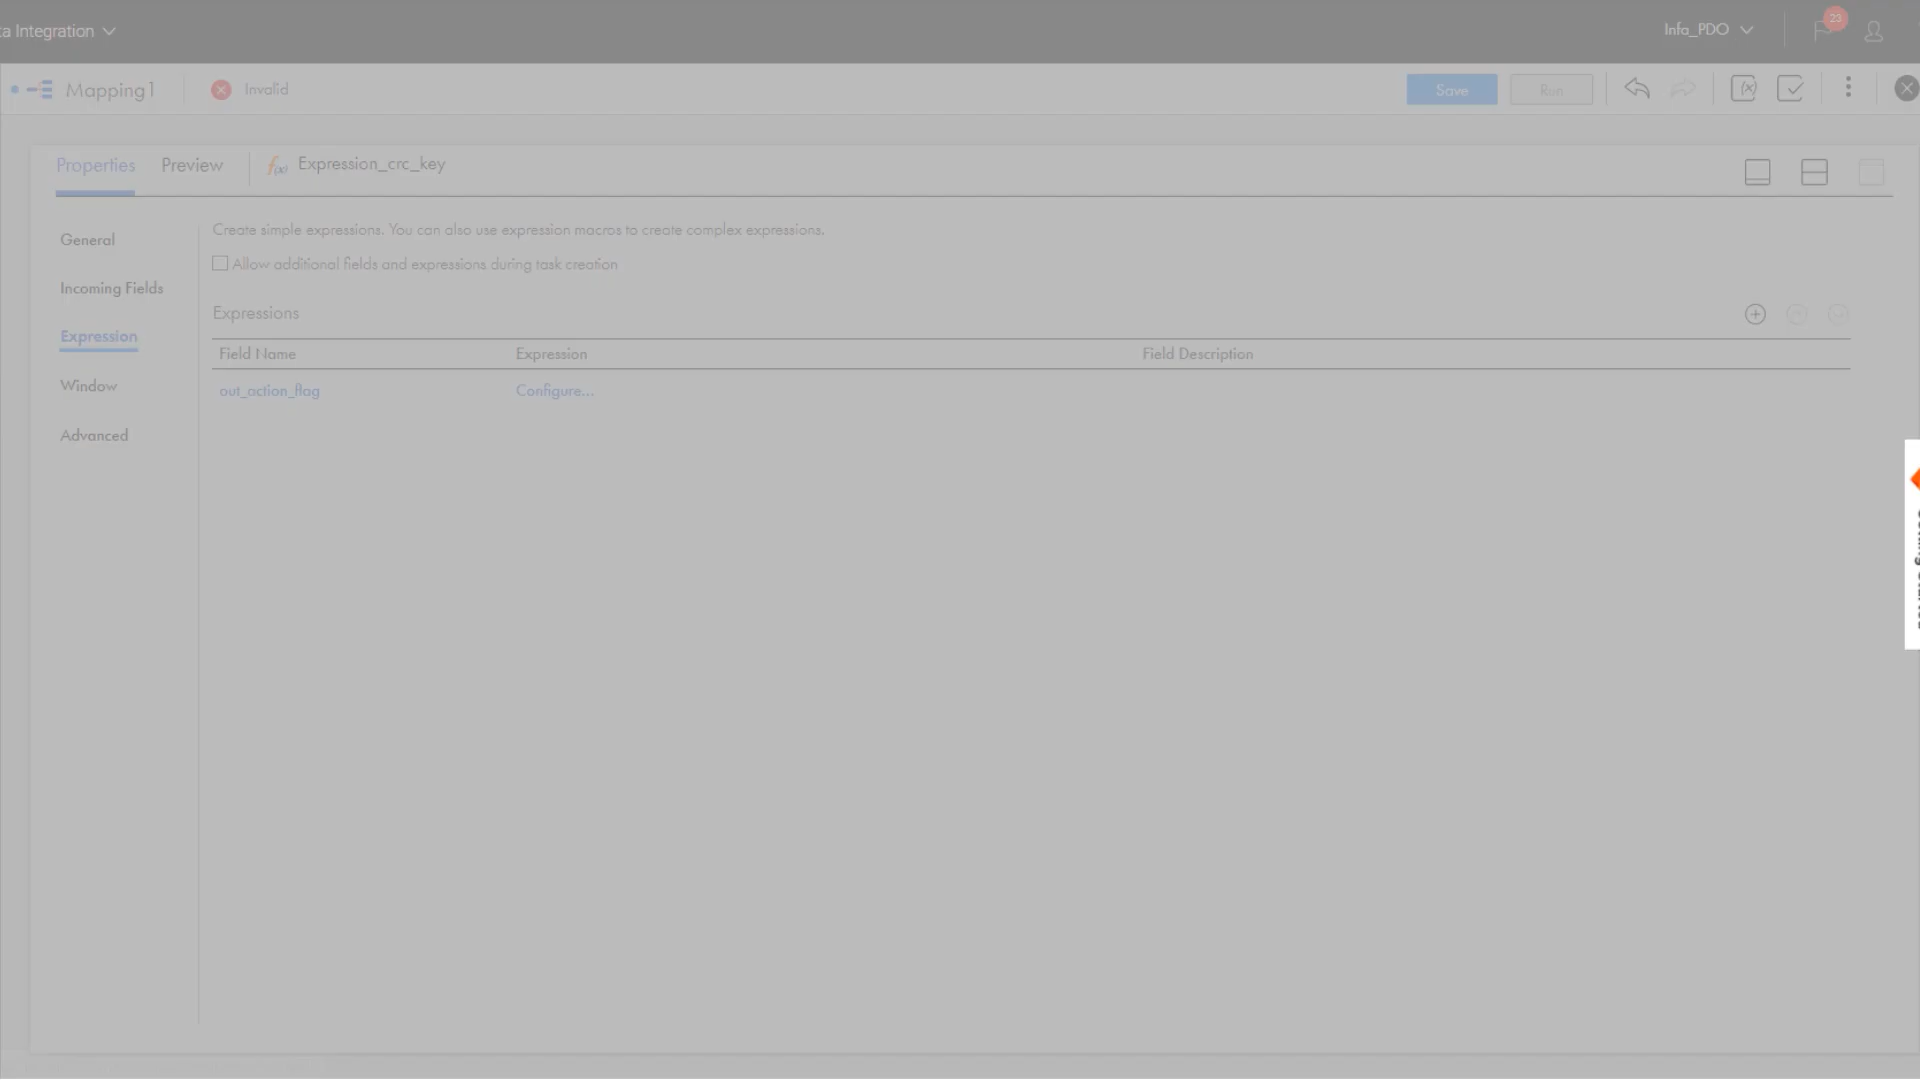 Integration
Infa_PDO
23
Mapping1
Invalid
Save
Run
Properties
Preview
f(x)
Expression_crc_key
General
Incoming Fields
Expression
Window
Advanced
Create simple expressions. You can also use expression macros to create complex expressions.
Allow additional fields and expressions during task creation
Expressions
Field Name
Expression
Field Description
out_action_flag
Configure...